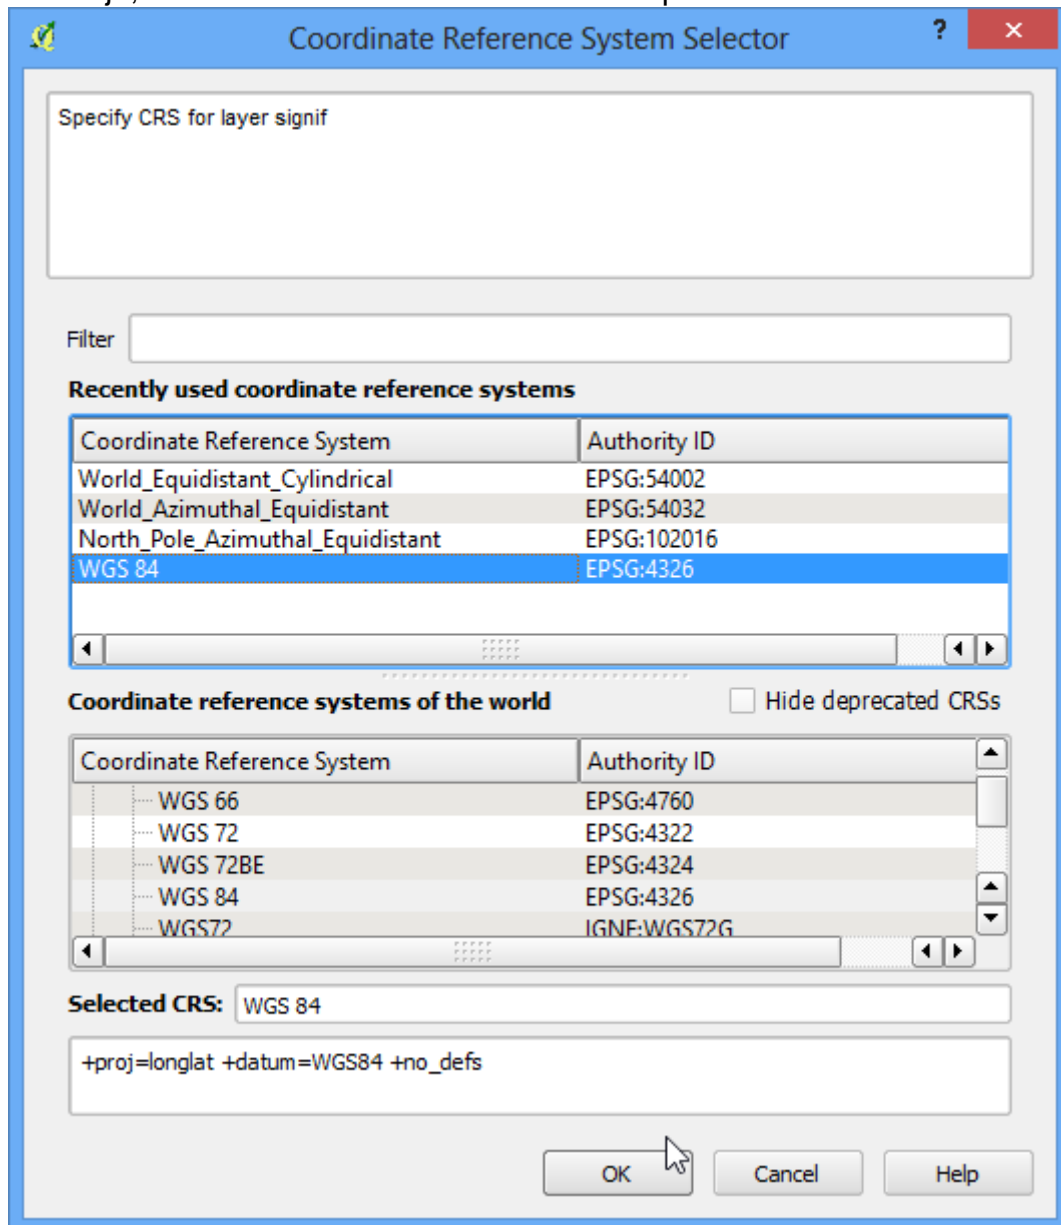 Coordinate Reference System Selector ? ×
Specify CRS for layer signif
Filter
Recently used coordinate reference systems
Coordinate Reference System Authority ID
World_Equidistant_Cylindrical EPSG:54002
World_Azimuthal_Equidistant EPSG:54032
North_Pole_Azimuthal_Equidistant EPSG:102016
WGS 84 EPSG:4326
Coordinate reference systems of the world Hide deprecated CRSs
Coordinate Reference System Authority ID
WGS 66 EPSG:4760
WGS 72 EPSG:4322
WGS 72BE EPSG:4324
WGS 84 EPSG:4326
WGS72 IGNF:WGS72G
Selected CRS: WGS 84
+proj=longlat +datum=WGS84 +no_defs
OK Cancel Help